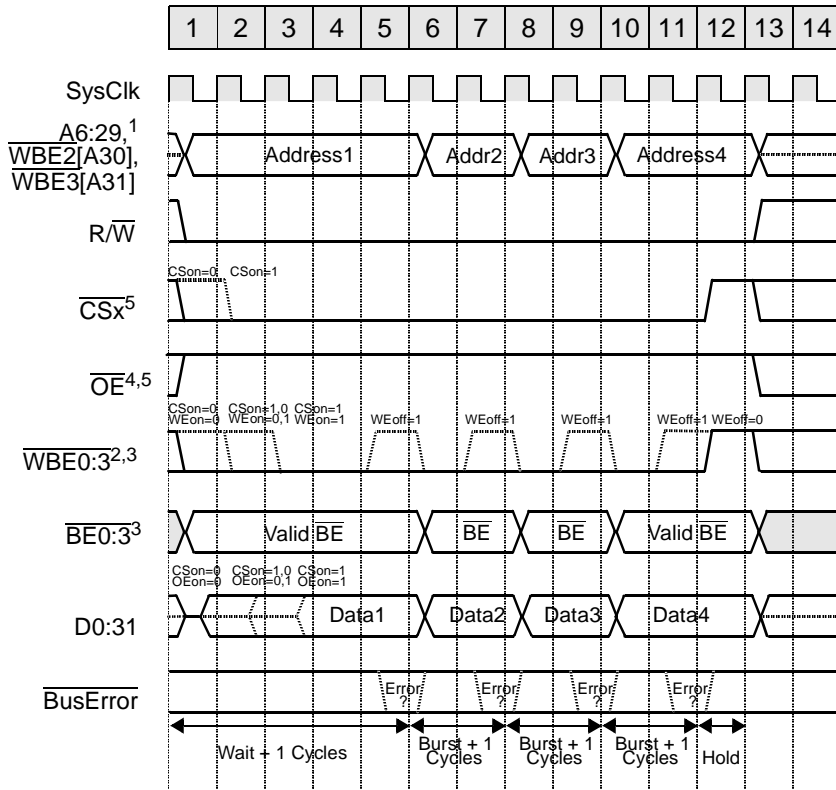 1 2 3 4 5 6 7 8 9 10 11 12 13 14
SysClk
A6:29,1
WBE2[A30],
WBE3[A31]
Address1 Addr2 Addr3 Address4
R/W
CSon=0 CSon=1
CSx5
OE4,5
CSon=0 CSon=1,0 CSon=1
WEon=0 WEon=0,1 WEon=1 WEoff=1 WEoff=1 WEoff=1 WEoff=1 WEoff=0
WBE0:32,3
BE0:33 Valid BE BE BE Valid BE
CSon=0 CSon=1,0 CSon=1
OEon=0 OEon=0,1 OEon=1
D0:31 Data1 Data2 Data3 Data4
BusError Error Error Error Error
? ? ? ?
Wait + 1 Cycles Burst + 1 Burst + 1 Burst + 1 Hold
Cycles Cycles Cycles